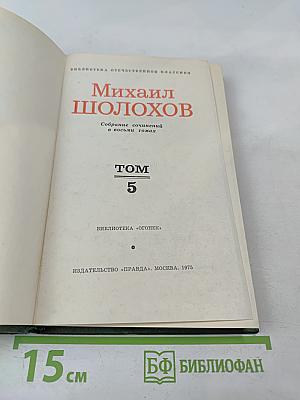 БИБЛИОТЕКА ОТЕЧЕСТВЕННОЙ КЛАССИКИ
Михаил
ШОЛОХОВ
Собрание сочинений
в восьми томах
ТОМ
5
БИБЛИОТЕКА «ОГОНЕК»
ИЗДАТЕЛЬСТВО «ПРАВДА». МОСКВА. 1975
15 см
БФ БИБЛИОФАН